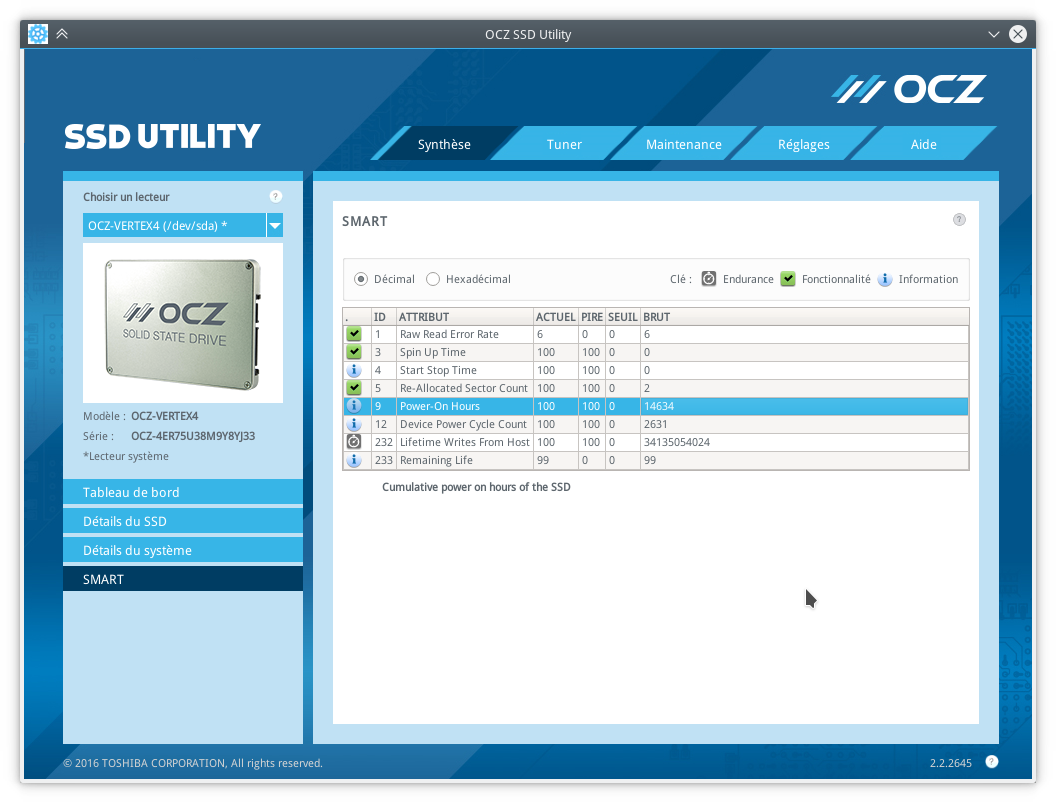 OCZ SSD Utility
OCZ
SSD UTILITY
Synthèse Tuner Maintenance Réglages Aide
Choisir un lecteur ?
OCZ-VERTEX4 (/dev/sda) *
OCZ
SOLID STATE DRIVE
Modèle : OCZ-VERTEX4
Série : OCZ-4ER75U38M9Y8YJ33
*Lecteur système
Tableau de bord
Détails du SSD
Détails du système
SMART
SMART ?
Décimal Hexadécimal Clé : Endurance Fonctionnalité i Information
. ID ATTRIBUT ACTUEL PIRE SEUIL BRUT
1 Raw Read Error Rate 6 0 0 6
3 Spin Up Time 100 100 0 0
i 4 Start Stop Time 100 100 0 0
5 Re-Allocated Sector Count 100 100 0 2
i 9 Power-On Hours 100 100 0 14634
i 12 Device Power Cycle Count 100 100 0 2631
232 Lifetime Writes From Host 100 100 0 34135054024
i 233 Remaining Life 99 0 0 99
Cumulative power on hours of the SSD
© 2016 TOSHIBA CORPORATION, All rights reserved. 2.2.2645 ?